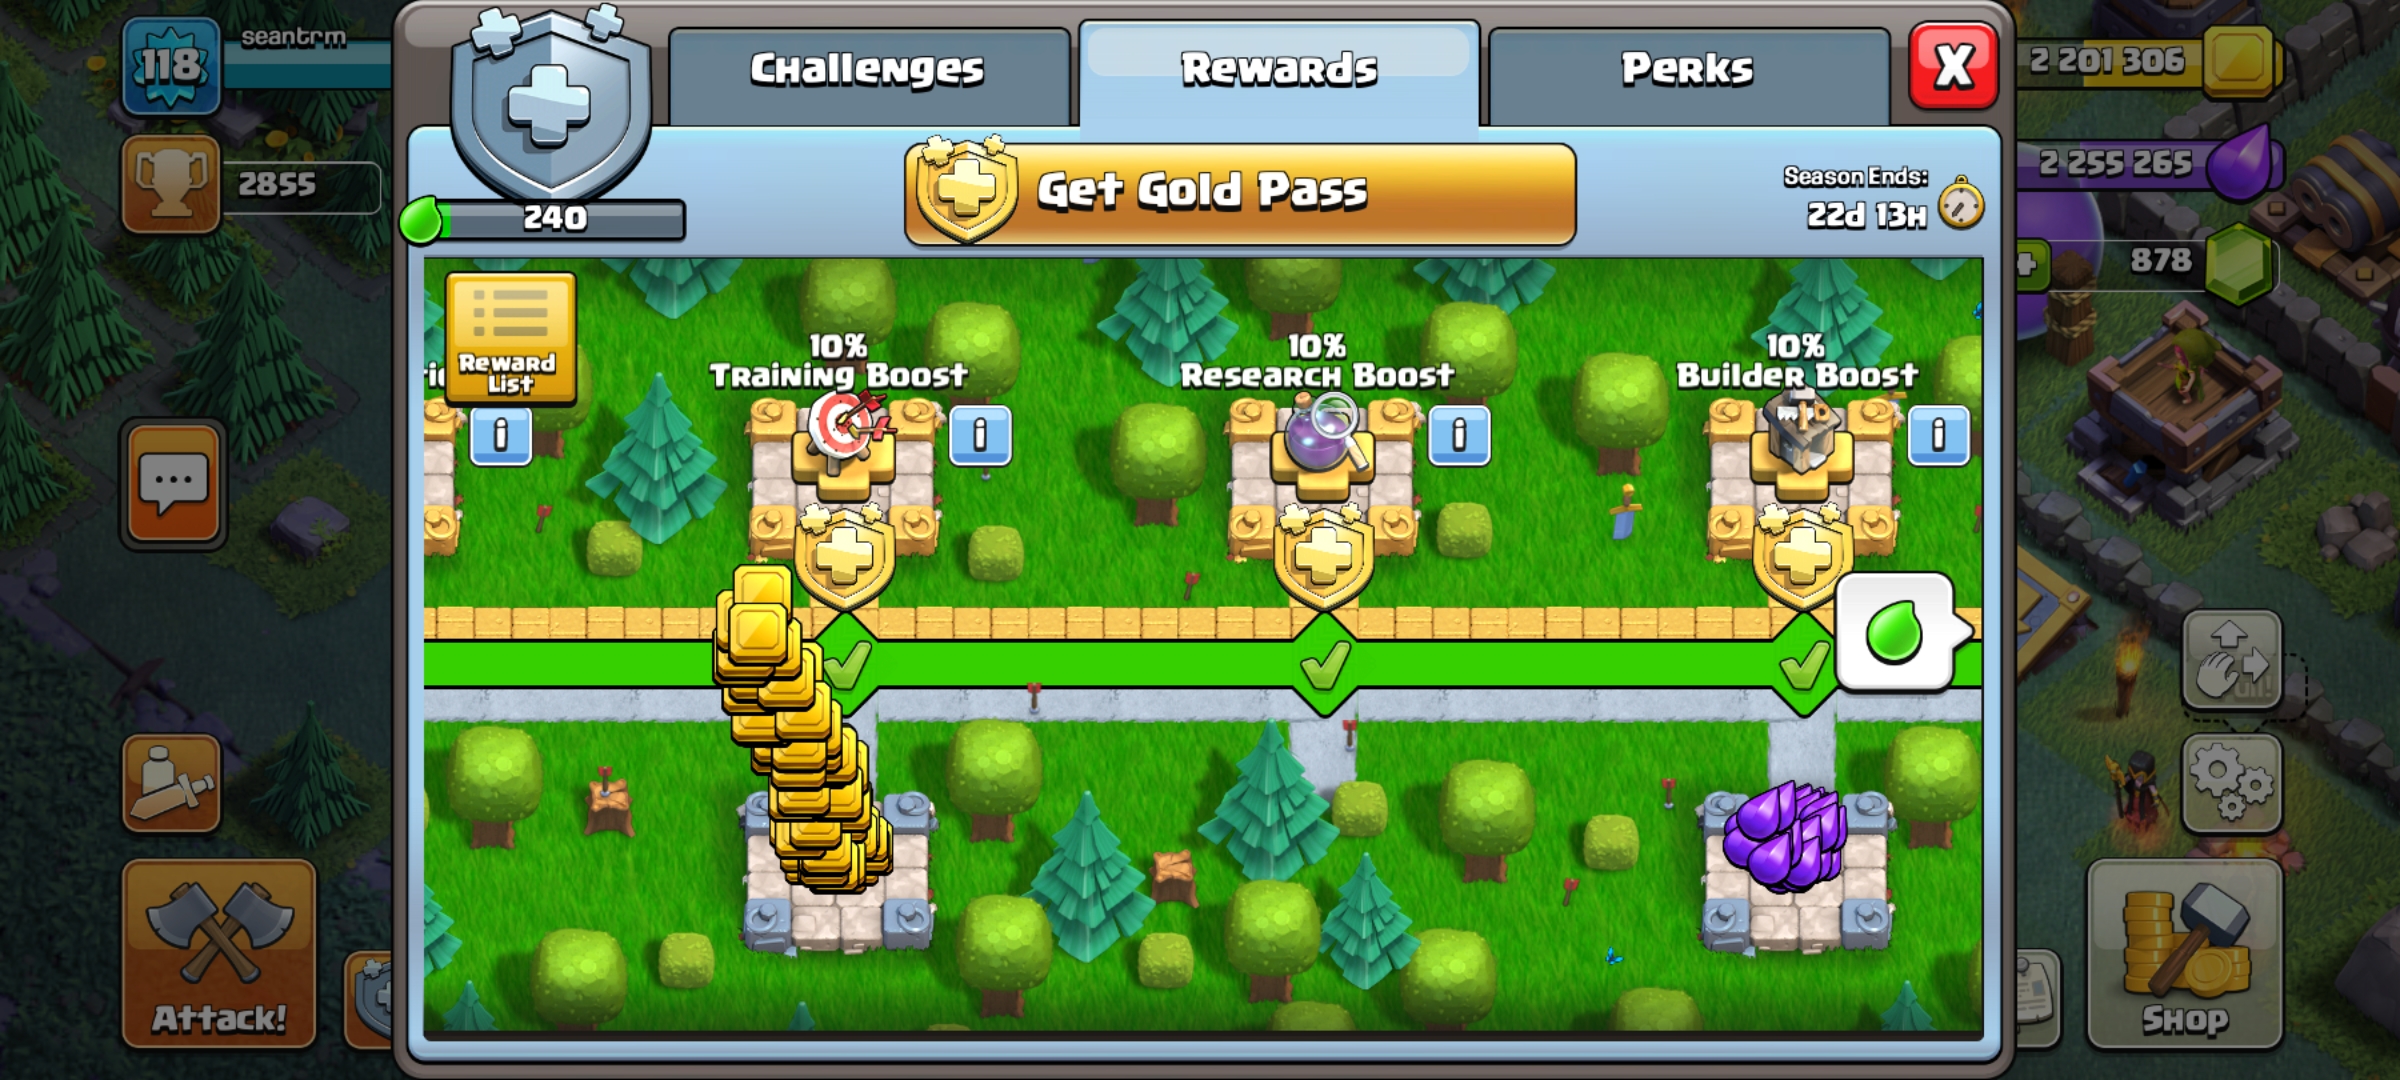 118
seantrm
2855
Challenges
Rewards
Perks
X
2 201 306
2 255 265
878
240
Get Gold Pass
Season Ends:
22d 13h
Reward
List
10%
Training Boost
10%
Research Boost
10%
Builder Boost
i
i
i
i
Attack!
Shop